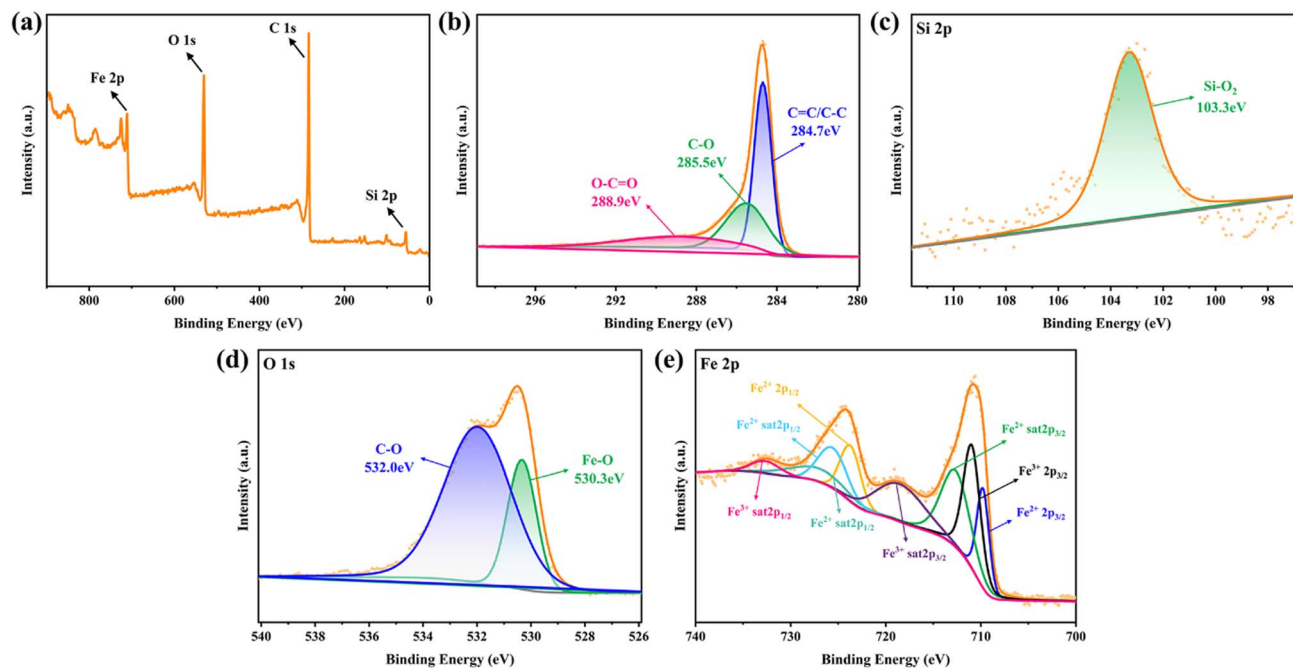 (a)
O 1s
C 1s
Fe 2p
Si 2p
Intensity (a.u.)
800 600 400 200 0
Binding Energy (eV)
(b)
C=C/C-C
284.7eV
C-O
285.5eV
O-C=O
288.9eV
Intensity (a.u.)
296 292 288 284 280
Binding Energy (eV)
(c)
Si 2p
Si-O₂
103.3eV
Intensity (a.u.)
110 108 106 104 102 100 98
Binding Energy (eV)
(d)
O 1s
C-O
532.0eV
Fe-O
530.3eV
Intensity (a.u.)
540 538 536 534 532 530 528 526
Binding Energy (eV)
(e)
Fe 2p
Fe²⁺ 2p₁/₂
Fe²⁺ sat2p₁/₂
Fe²⁺ sat2p₃/₂
Fe³⁺ 2p₃/₂
Fe²⁺ 2p₃/₂
Fe³⁺ sat2p₁/₂
Fe²⁺ sat2p₁/₂
Fe³⁺ sat2p₃/₂
Intensity (a.u.)
740 730 720 710 700
Binding Energy (eV)